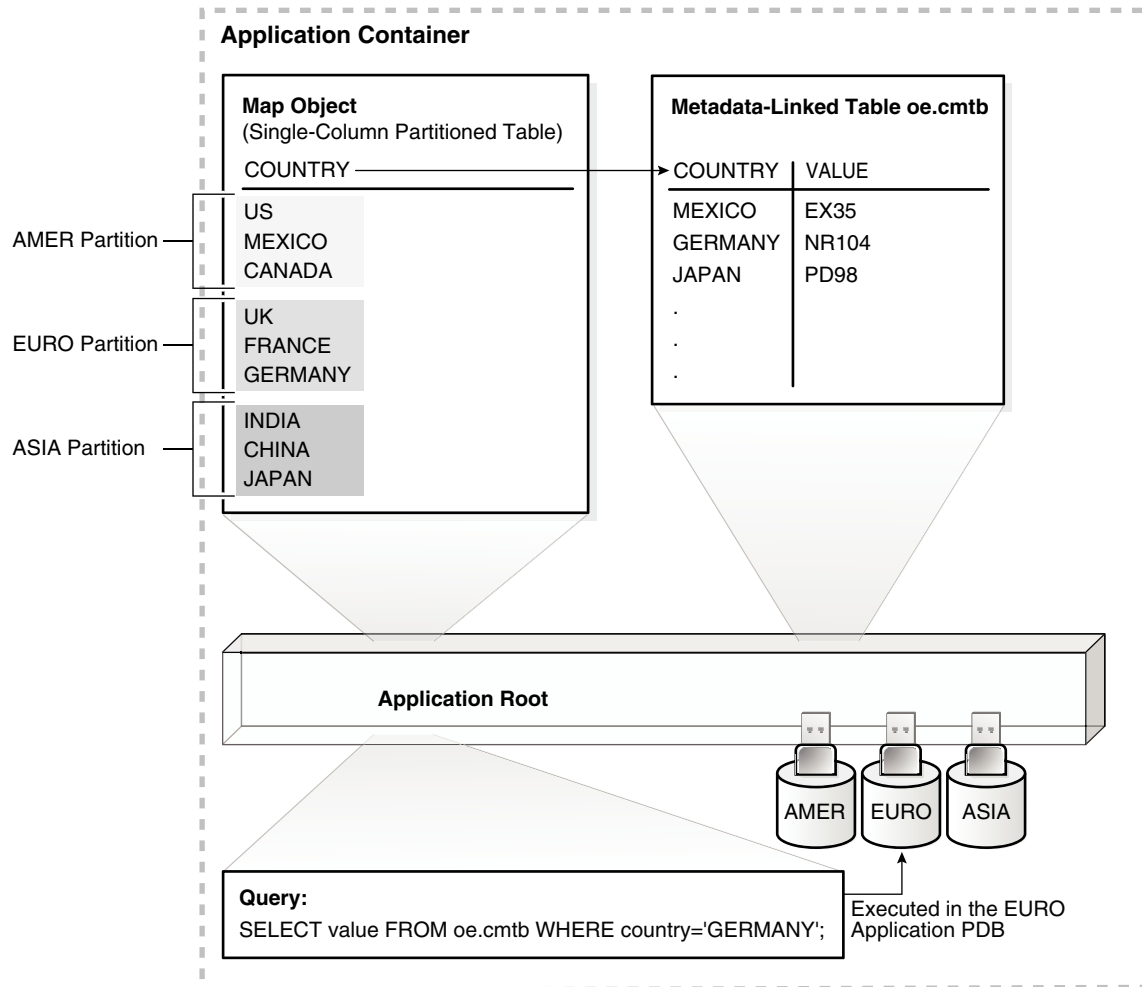 Application Container
Map Object
(Single-Column Partitioned Table)
COUNTRY
US
MEXICO
CANADA
UK
FRANCE
GERMANY
INDIA
CHINA
JAPAN
AMER Partition
EURO Partition
ASIA Partition
Metadata-Linked Table oe.cmtb
COUNTRY VALUE
MEXICO EX35
GERMANY NR104
JAPAN PD98
.
.
.
Application Root
AMER
EURO
ASIA
Query:
SELECT value FROM oe.cmtb WHERE country='GERMANY';
Executed in the EURO
Application PDB